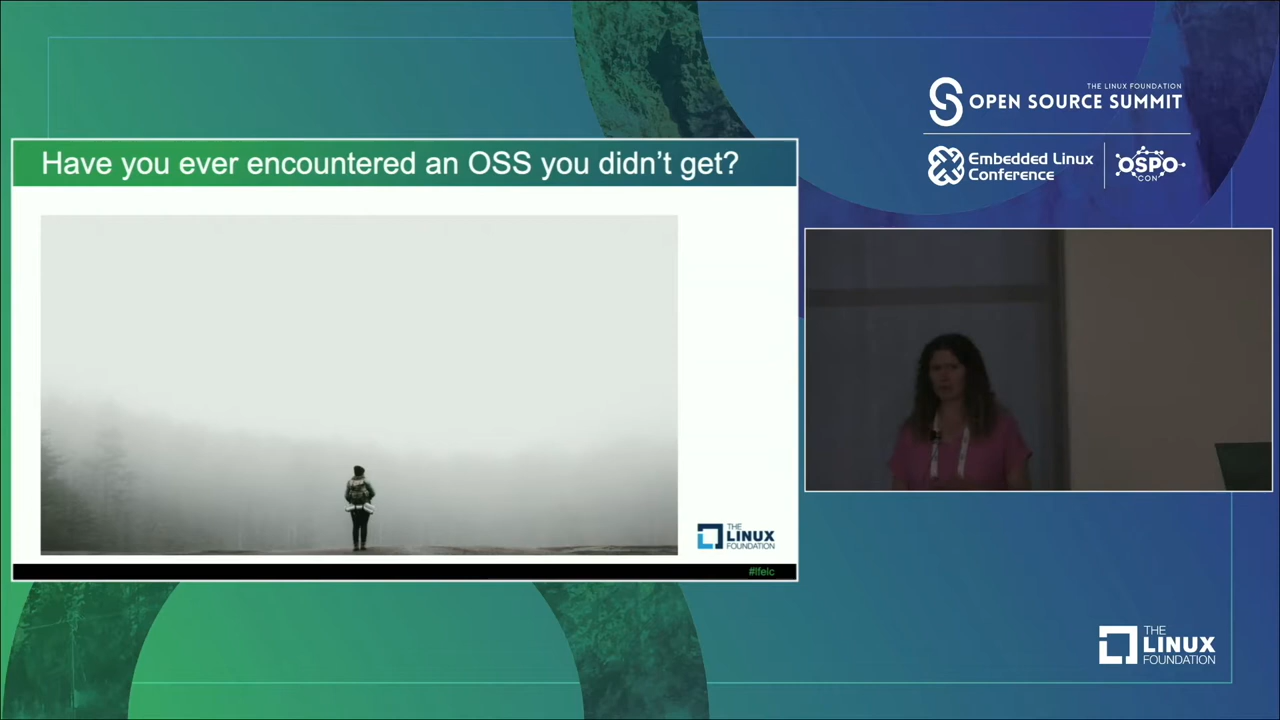 THE LINUX FOUNDATION
OPEN SOURCE SUMMIT
Embedded Linux
Conference
OSPO
CON
Have you ever encountered an OSS you didn't get?
THE
LINUX
FOUNDATION
#lfelc
THE
LINUX
FOUNDATION